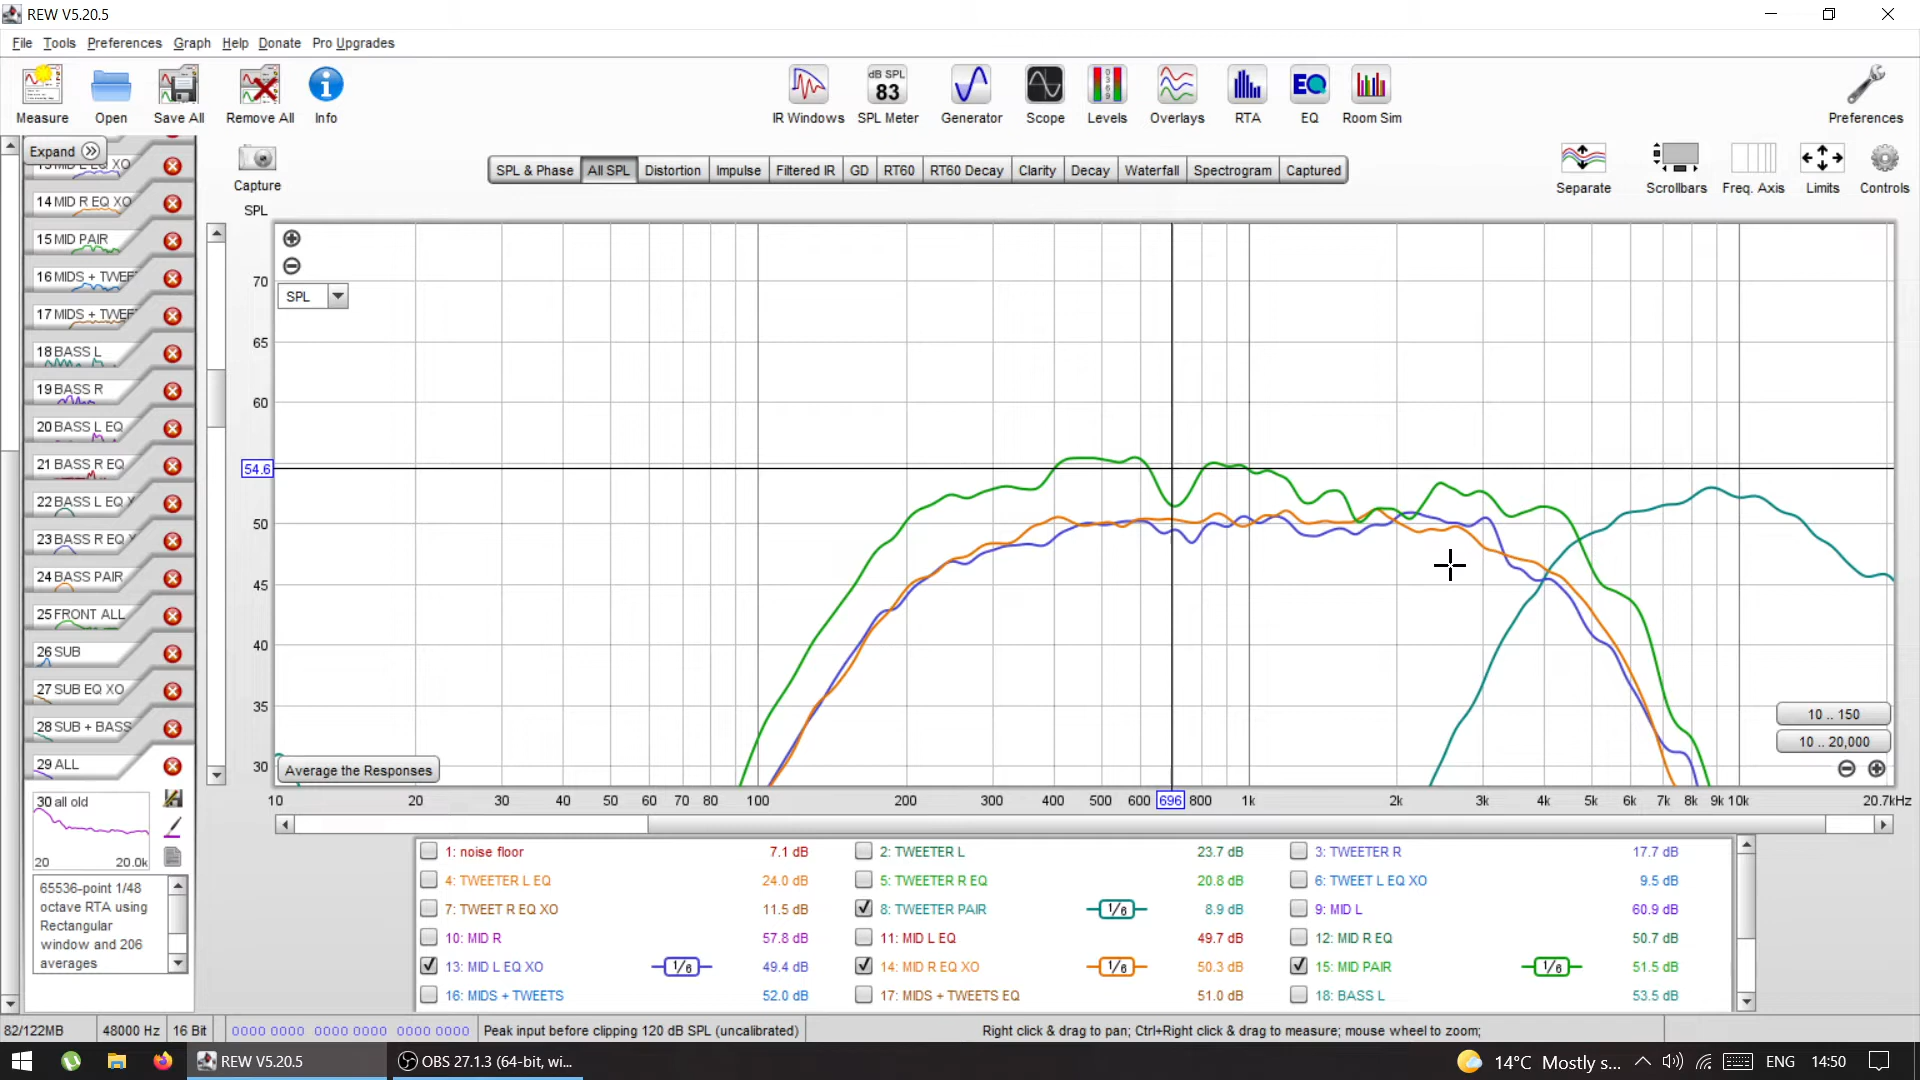 REW V5.20.5
File Tools Preferences Graph Help Donate Pro Upgrades
dB SPL
83
Measure Open Save All Remove All Info IR Windows SPL Meter Generator Scope Levels Overlays RTA EQ Room Sim Preferences
Expand
14 MID R EQ XO
15 MID PAIR
16 MIDS + TWEE
17 MIDS + TWEE
18 BASS L
19 BASS R
20 BASS L EQ
21 BASS R EQ
22 BASS L EQ X
23 BASS R EQ X
24 BASS PAIR
25 FRONT ALL
26 SUB
27 SUB EQ XO
28 SUB + BASS
29 ALL
30 all old
20 20.0k
65536-point 1/48
octave RTA using
Rectangular
window and 206
averages
Capture
SPL & Phase All SPL Distortion Impulse Filtered IR GD RT60 RT60 Decay Clarity Decay Waterfall Spectrogram Captured
Separate Scrollbars Freq. Axis Limits Controls
SPL
SPL
70
65
60
54.6
50
45
40
35
30
Average the Responses
10 .. 150
10 .. 20,000
10 20 30 40 50 60 70 80 100 200 300 400 500 600 696 800 1k 2k 3k 4k 5k 6k 7k 8k 9k 10k 20.7kHz
1: noise floor 7.1 dB 2: TWEETER L 23.7 dB 3: TWEETER R 17.7 dB
4: TWEETER L EQ 24.0 dB 5: TWEETER R EQ 20.8 dB 6: TWEET L EQ XO 9.5 dB
7: TWEET R EQ XO 11.5 dB 8: TWEETER PAIR 1/6 8.9 dB 9: MID L 60.9 dB
10: MID R 57.8 dB 11: MID L EQ 49.7 dB 12: MID R EQ 50.7 dB
13: MID L EQ XO 1/6 49.4 dB 14: MID R EQ XO 1/6 50.3 dB 15: MID PAIR 1/6 51.5 dB
16: MIDS + TWEETS 52.0 dB 17: MIDS + TWEETS EQ 51.0 dB 18: BASS L 53.5 dB
82/122MB 48000 Hz 16 Bit 0000 0000 0000 0000 0000 0000 Peak input before clipping 120 dB SPL (uncalibrated) Right click & drag to pan; Ctrl+Right click & drag to measure; mouse wheel to zoom;
REW V5.20.5 OBS 27.1.3 (64-bit, wi... 14°C Mostly s... ENG 14:50